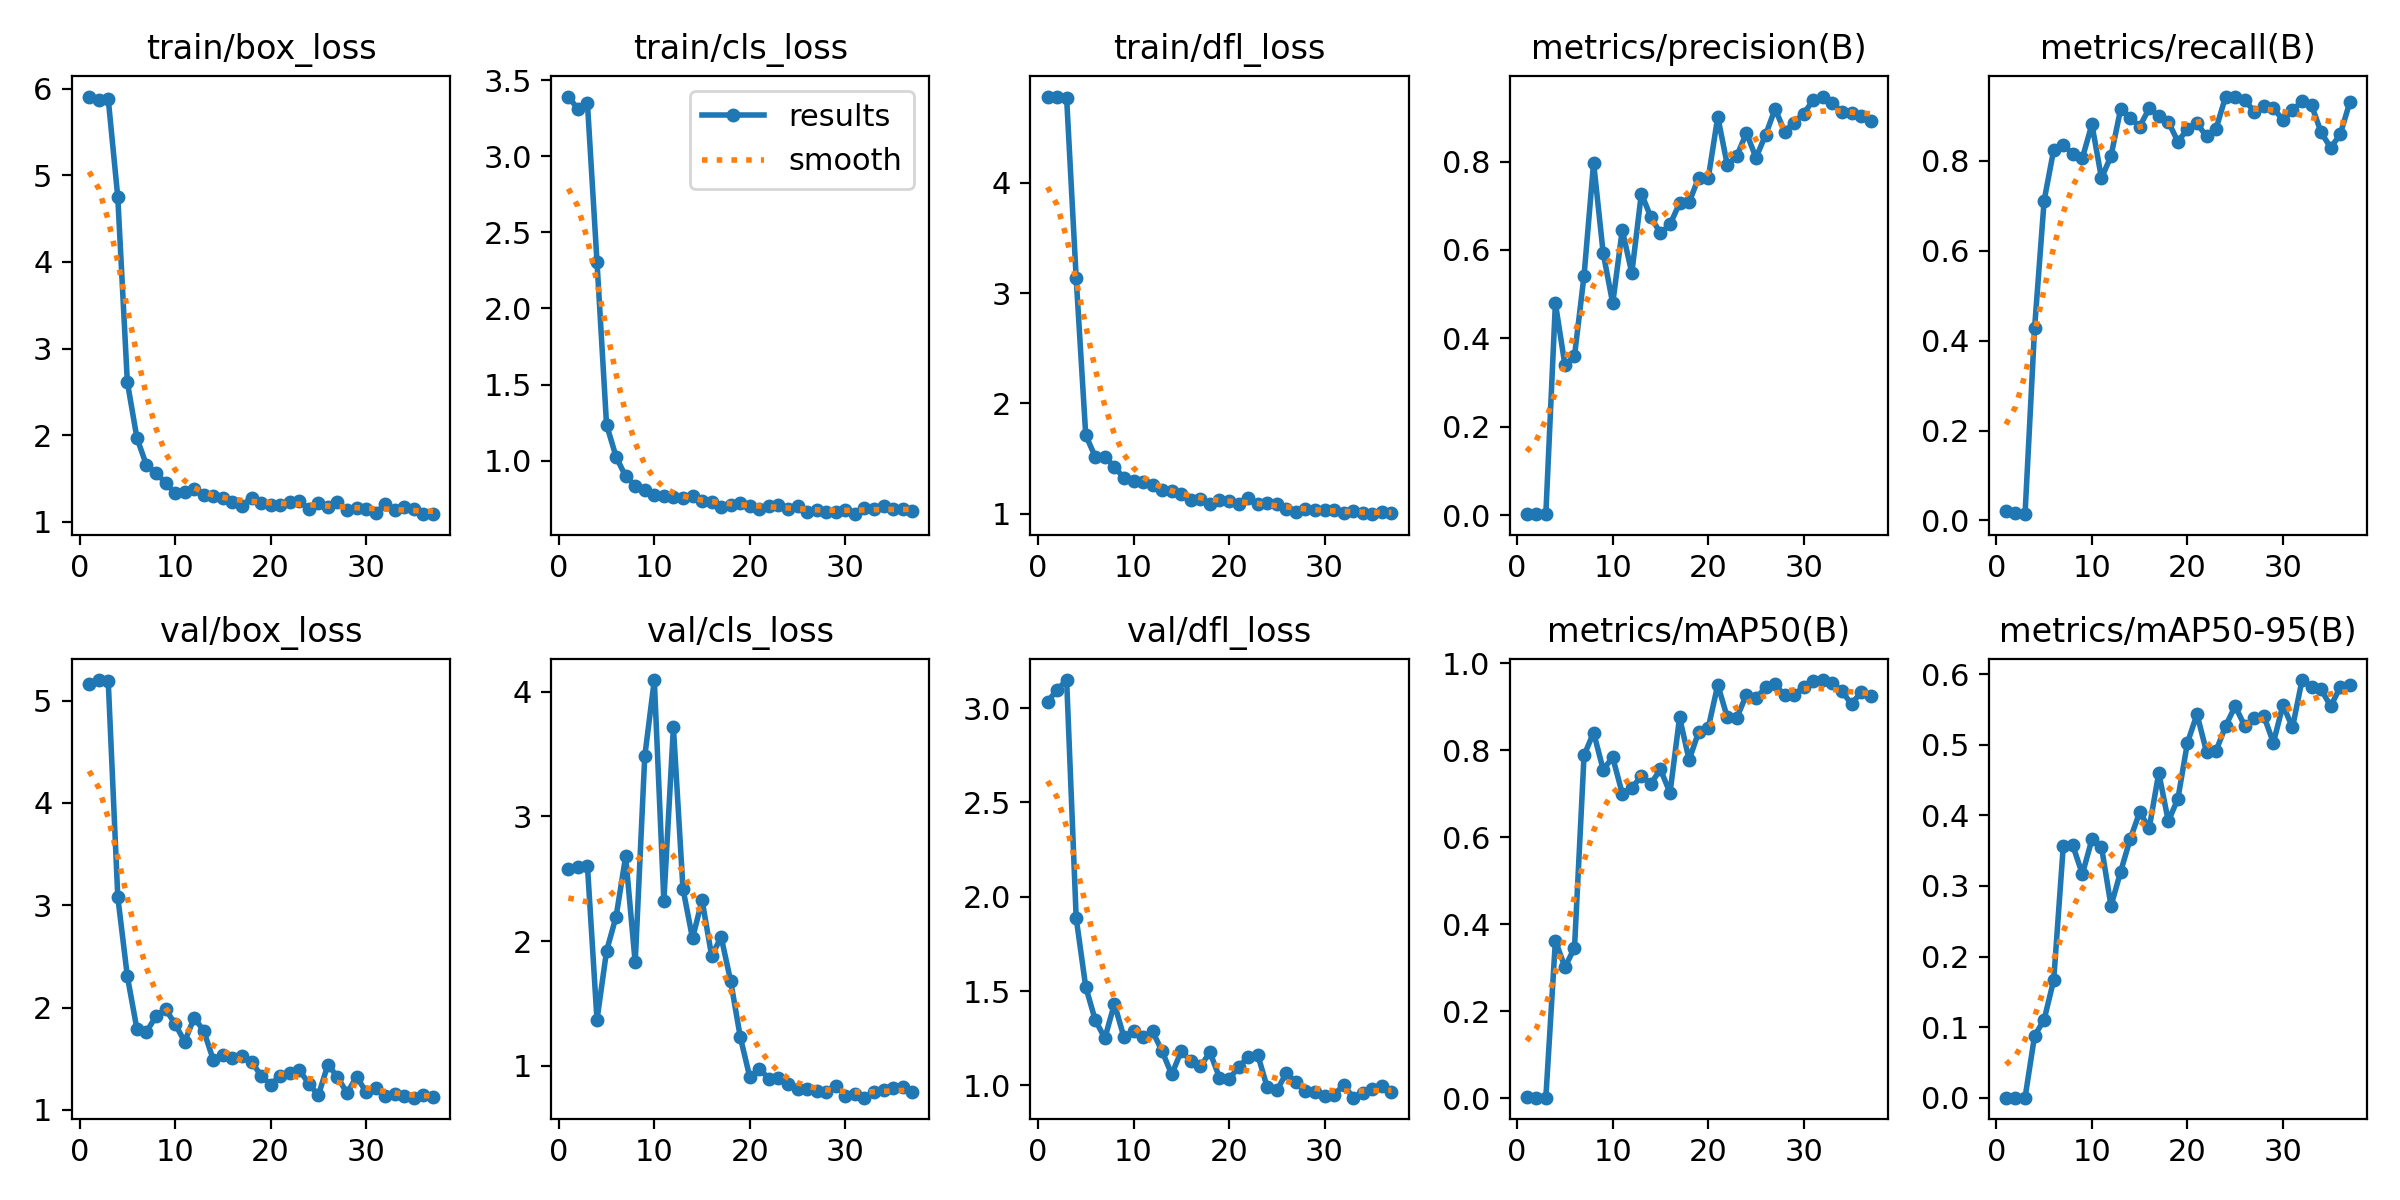 train/box_loss
6
5
4
3
2
1
0 10 20 30
train/cls_loss
results
smooth
3.5
3.0
2.5
2.0
1.5
1.0
0 10 20 30
train/dfl_loss
4
3
2
1
0 10 20 30
metrics/precision(B)
0.8
0.6
0.4
0.2
0.0
0 10 20 30
metrics/recall(B)
0.8
0.6
0.4
0.2
0.0
0 10 20 30
val/box_loss
5
4
3
2
1
0 10 20 30
val/cls_loss
4
3
2
1
0 10 20 30
val/dfl_loss
3.0
2.5
2.0
1.5
1.0
0 10 20 30
metrics/mAP50(B)
1.0
0.8
0.6
0.4
0.2
0.0
0 10 20 30
metrics/mAP50-95(B)
0.6
0.5
0.4
0.3
0.2
0.1
0.0
0 10 20 30